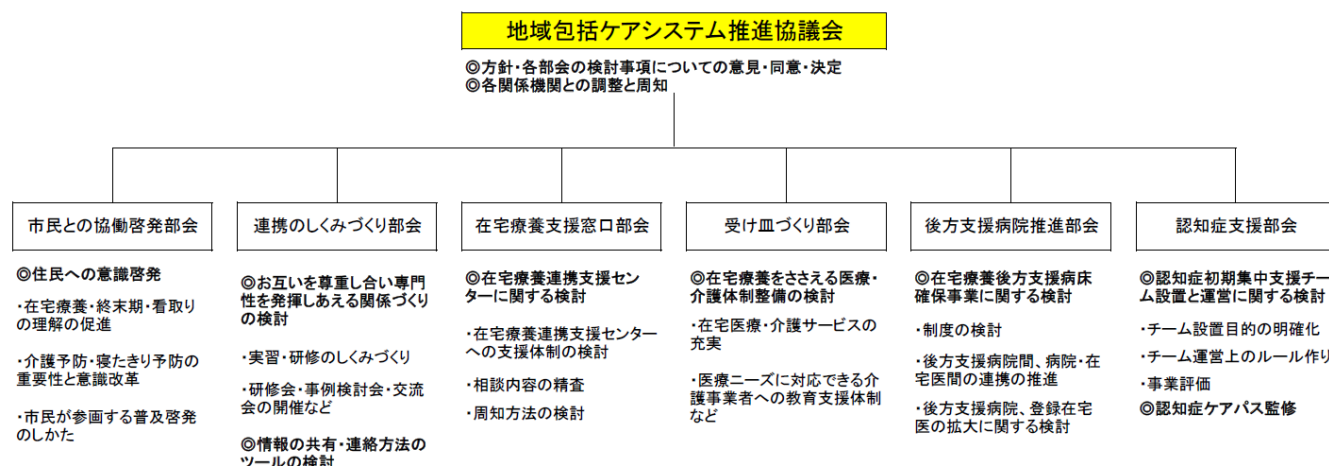 地域包括ケアシステム推進協議会
◎方針・各部会の検討事項についての意見・同意・決定
◎各関係機関との調整と周知
市民との協働啓発部会
◎住民への意識啓発
・在宅療養・終末期・看取り
の理解の促進
・介護予防・寝たきり予防の
重要性と意識改革
・市民が参画する普及啓発
のしかた
連携のしくみづくり部会
◎お互いを尊重し合い専門
性を発揮しあえる関係づくり
の検討
・実習・研修のしくみづくり
・研修会・事例検討会・交流
会の開催など
◎情報の共有・連絡方法の
ツールの検討
在宅療養支援窓口部会
◎在宅療養連携支援セン
ターに関する検討
・在宅療養連携支援センター
への支援体制の検討
・相談内容の精査
・周知方法の検討
受け皿づくり部会
◎在宅療養をささえる医療・
介護体制整備の検討
・在宅医療・介護サービスの
充実
・医療ニーズに対応できる介
護事業者への教育支援体制
など
後方支援病院推進部会
◎在宅療養後方支援病床
確保事業に関する検討
・制度の検討
・後方支援病院間、病院・在
宅医間の連携の推進
・後方支援病院、登録在宅
医の拡大に関する検討
認知症支援部会
◎認知症初期集中支援チー
ム設置と運営に関する検討
・チーム設置目的の明確化
・チーム運営上のルール作り
・事業評価
◎認知症ケアパス監修